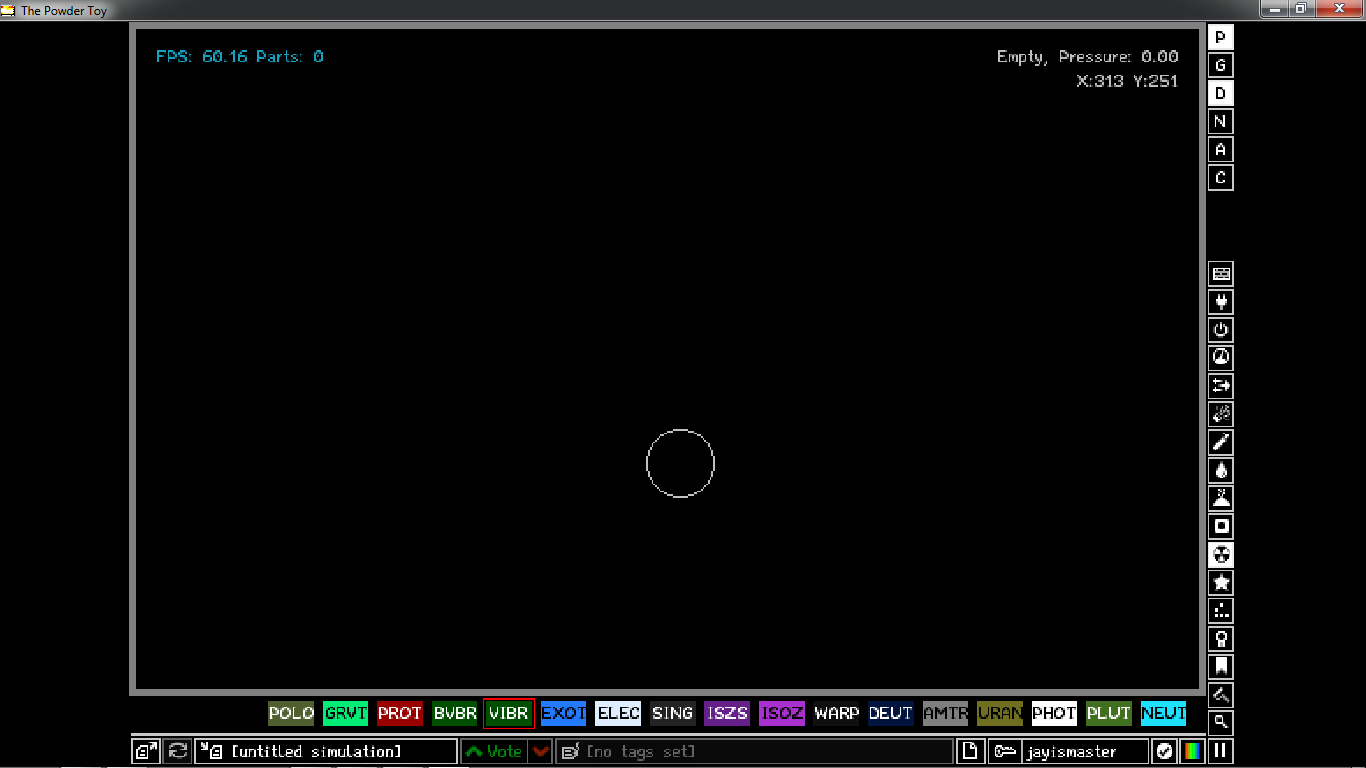 The Powder Toy
FPS: 60.16 Parts: 0
Empty, Pressure: 0.00
X:313 Y:251
P
G
D
N
A
C
POLO GRVT PROT BVBR VIBR EXOT ELEC SING ISZS ISOZ WARP DEUT AMTR URAN PHOT PLUT NEUT
[untitled simulation] Vote [no tags set] jayismaster